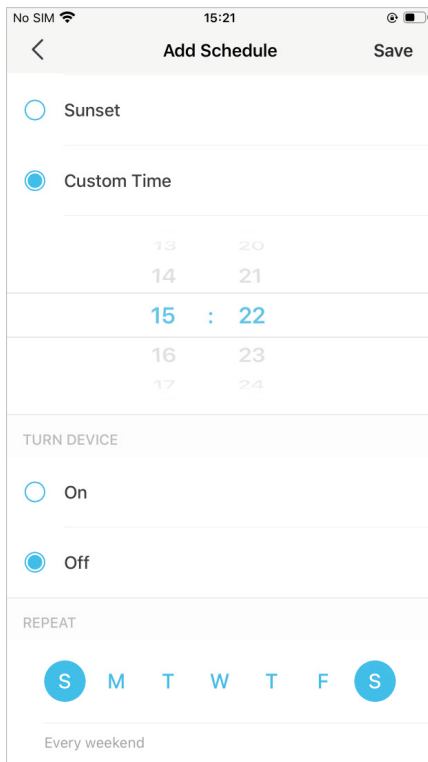 No SIM 15:21
Add Schedule Save
Sunset
Custom Time
13 20
14 21
15 : 22
16 23
17 24
TURN DEVICE
On
Off
REPEAT
S M T W T F S
Every weekend